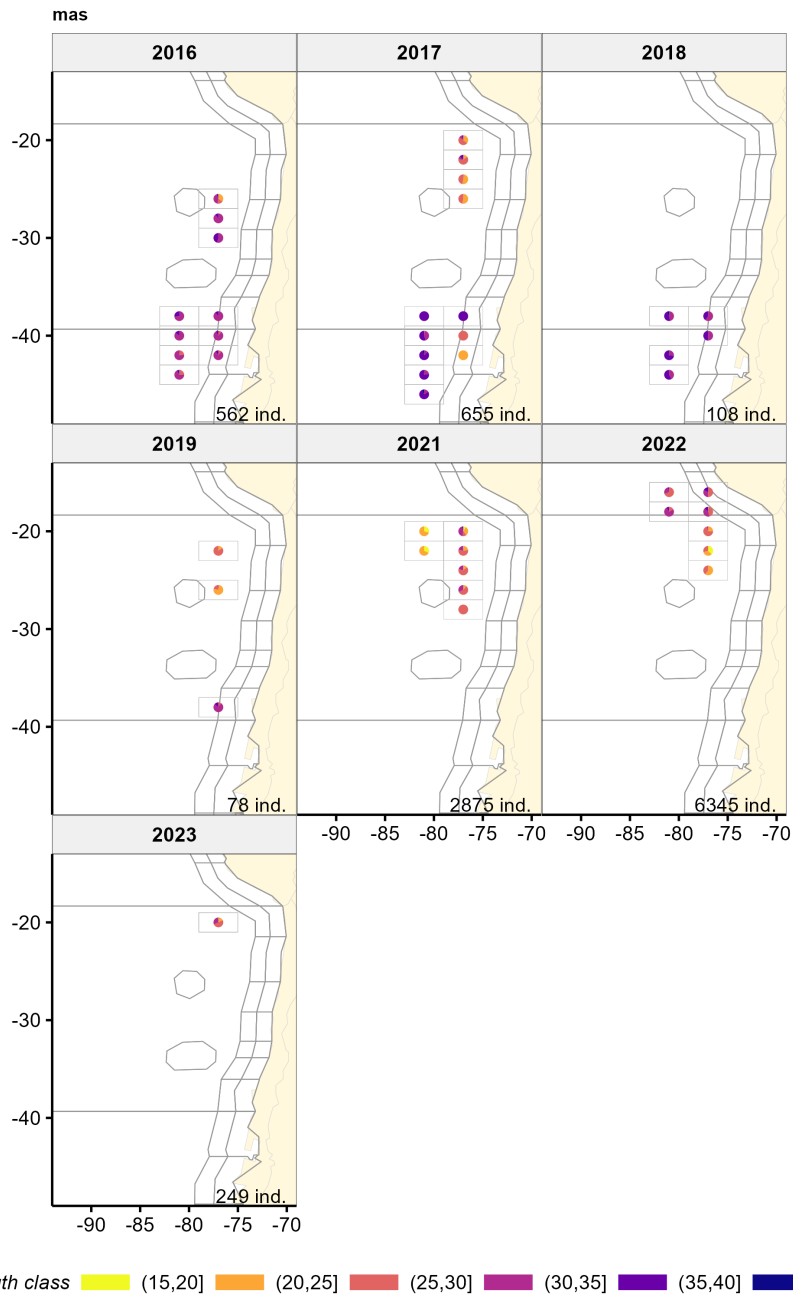 mas
2016 2017 2018
-20
-30
-40
562 ind. 655 ind. 108 ind.
2019 2021 2022
-20
-30
-40
78 ind. 2875 ind. 6345 ind.
-90 -85 -80 -75 -70 -90 -85 -80 -75 -70
2023
-20
-30
-40
249 ind.
-90 -85 -80 -75 -70
class (15,20] (20,25] (25,30] (30,35] (35,40]